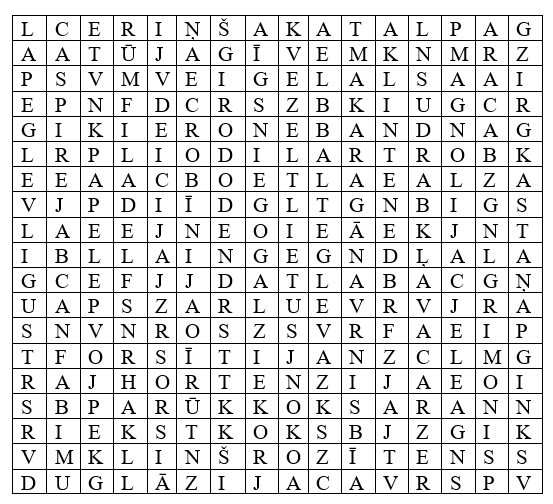 L C E R I Ņ Š A K A T A L P A G
A A T Ū J A G Ī V E M K N M R Z
P S V M V E I G E L A L S A A I
E P N F D C R S Z B K I U G C R
G I K I E R O N E B A N D N A G
L R P L I O D I L A R T R O B K
E E A A C B O E T L A E A L Z A
V J P D I Ī D G L T G N B I G S
L A E E J N E O I E Ā E K J N T
I B L L A I N G E G N D Ļ A L A
G C E F J J D A T L A B A C G Ņ
U A P S Z A R L U E V R V J R A
S N V N R O S Z S V R F A E I P
T F O R S Ī T I J A N Z C L M G
R A J H O R T E N Z I J A E O I
S B P A R Ū K K O K S A R A N N
R I E K S T K O K S B J Z G I K
V M K L I N Š R O Z Ī T E N S S
D U G L Ā Z I J A C A V R S P V